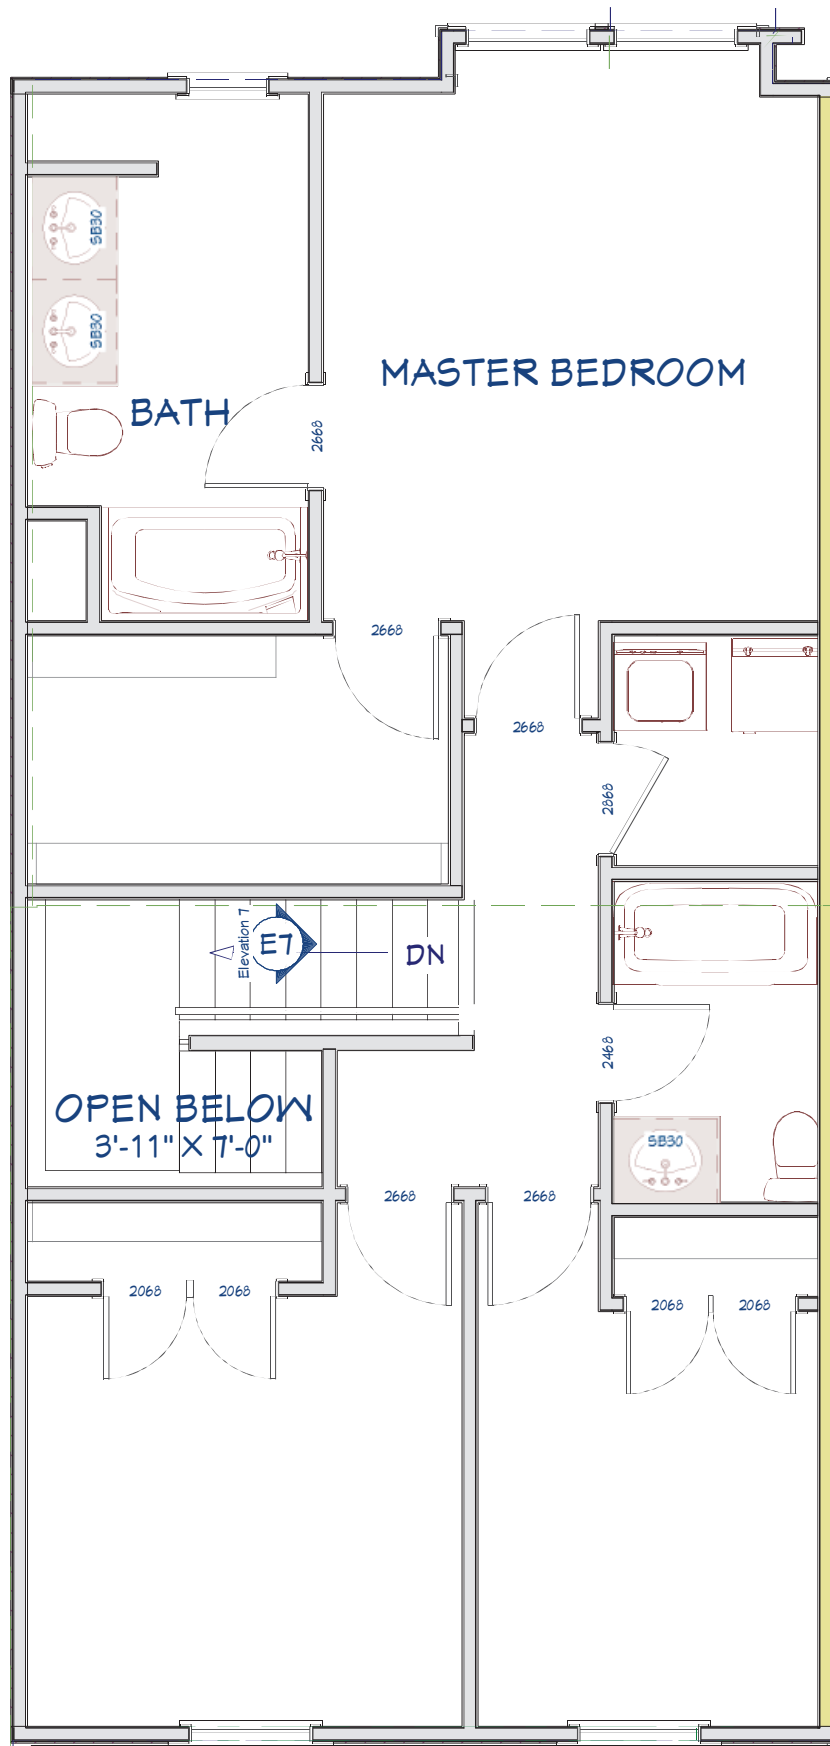 SB30
SB30
MASTER BEDROOM
BATH
2668
2668
2668
2868
Elevation 7
E7
DN
2468
OPEN BELOW
3'-11" X 7'-0"
SB30
2668
2668
2068
2068
2068
2068